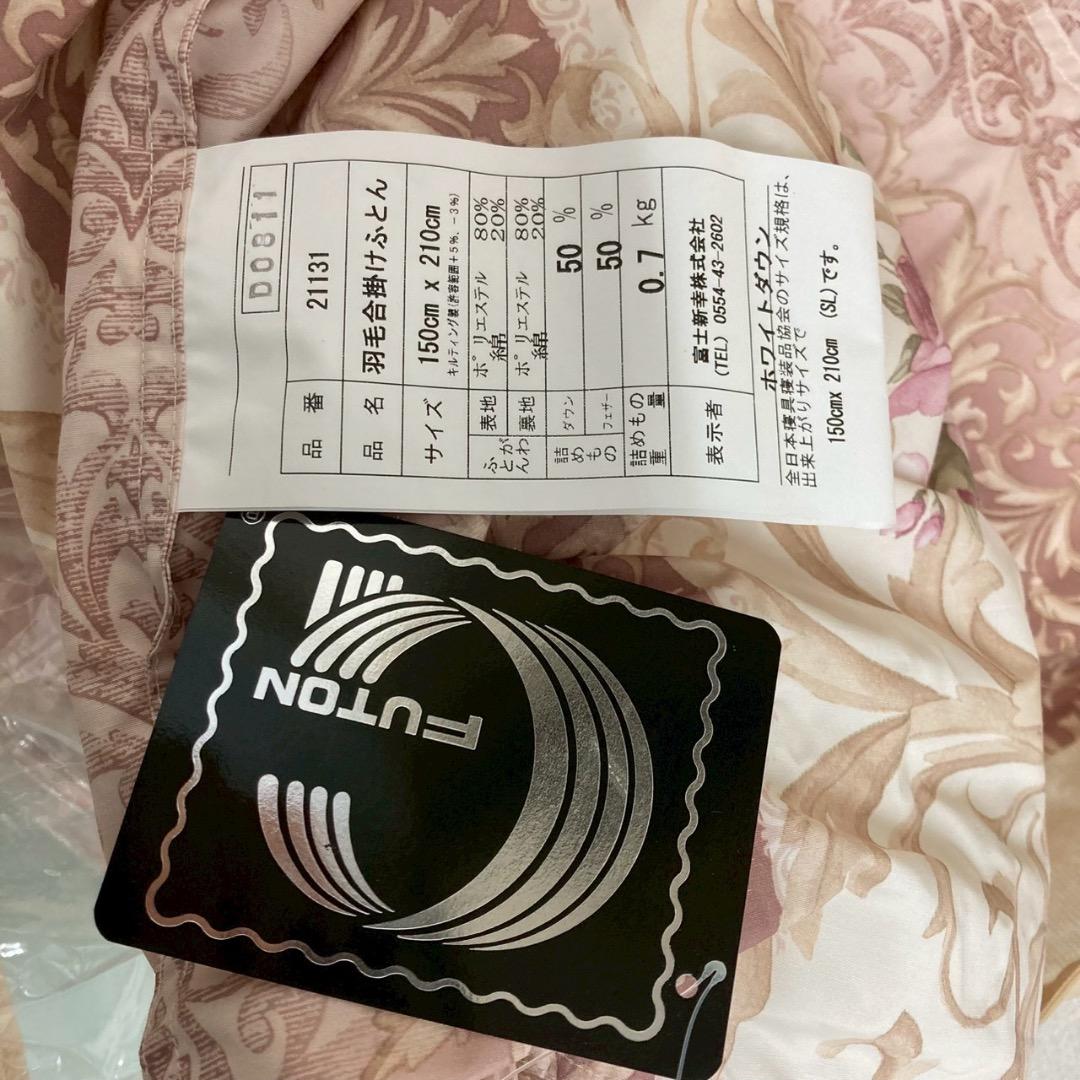 D0811
品番 21131
品名 羽毛合掛けふとん
サイズ 150cm x 210cm
キルティング製(許容範囲+5%、-3%)
ふとんがわ 表地 ポリエステル 80%
綿 20%
裏地 ポリエステル 80%
綿 20%
詰めもの ダウン 50 %
フェザー 50 %
詰めもの重量 0.7 kg
表示者 富士新幸株式会社
(TEL) 0554-43-2602
ホワイトダウン
全日本寝具寝装品協会のサイズ規格は、
出来上がりサイズで
150cmx 210cm (SL)です。
FUTON